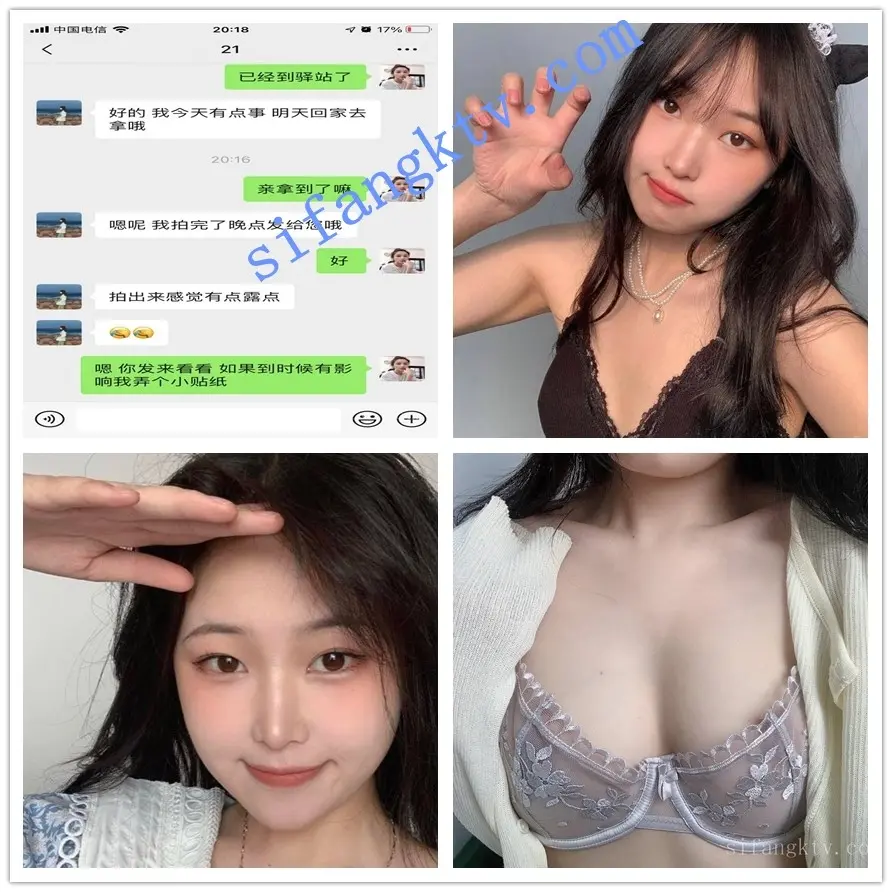 中国电信
20:18
17%
21
已经到驿站了
好的 我今天有点事 明天回家去
拿哦
20:16
亲拿到了嘛
嗯呢 我拍完了晚点发给您哦
好
拍出来感觉有点露点
嗯 你发来看看 如果到时候有影
响我弄个小贴纸
sifangktv.com
sifangktv.co